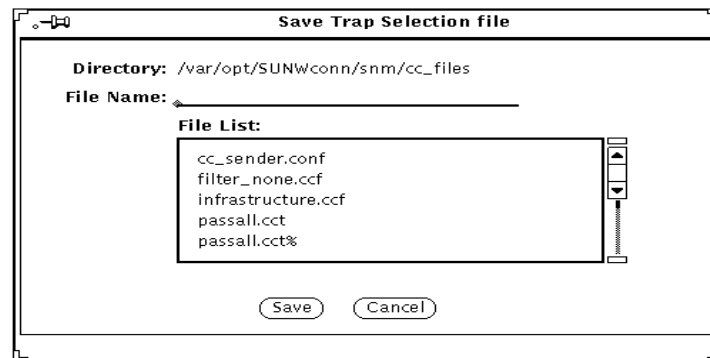 Save Trap Selection file
Directory: /var/opt/SUNWconn/snm/cc_files
File Name:
File List:
cc_sender.conf
filter_none.ccf
infrastructure.ccf
passall.cct
passall.cct%
Save Cancel